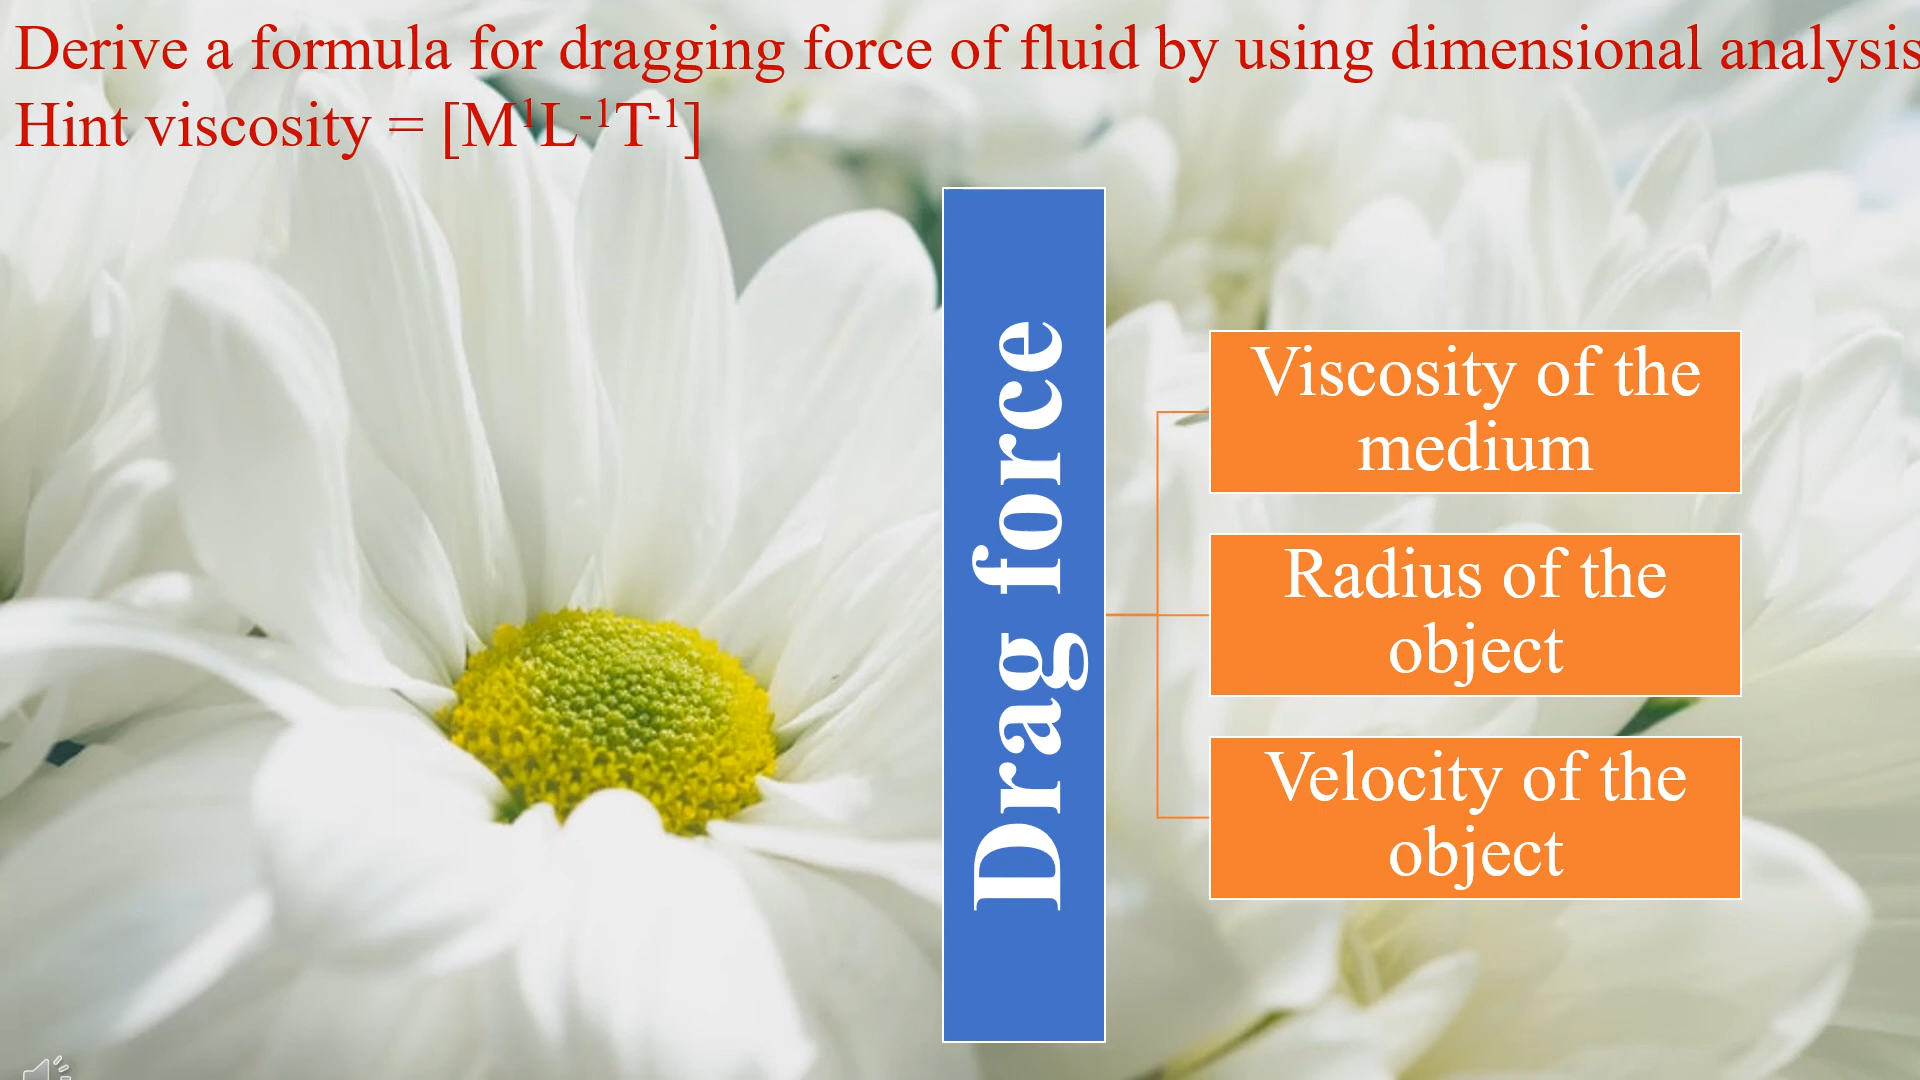 Derive a formula for dragging force of fluid by using dimensional analysis
Hint viscosity = [M¹L⁻¹T⁻¹]
Drag force
Viscosity of the
medium
Radius of the
object
Velocity of the
object